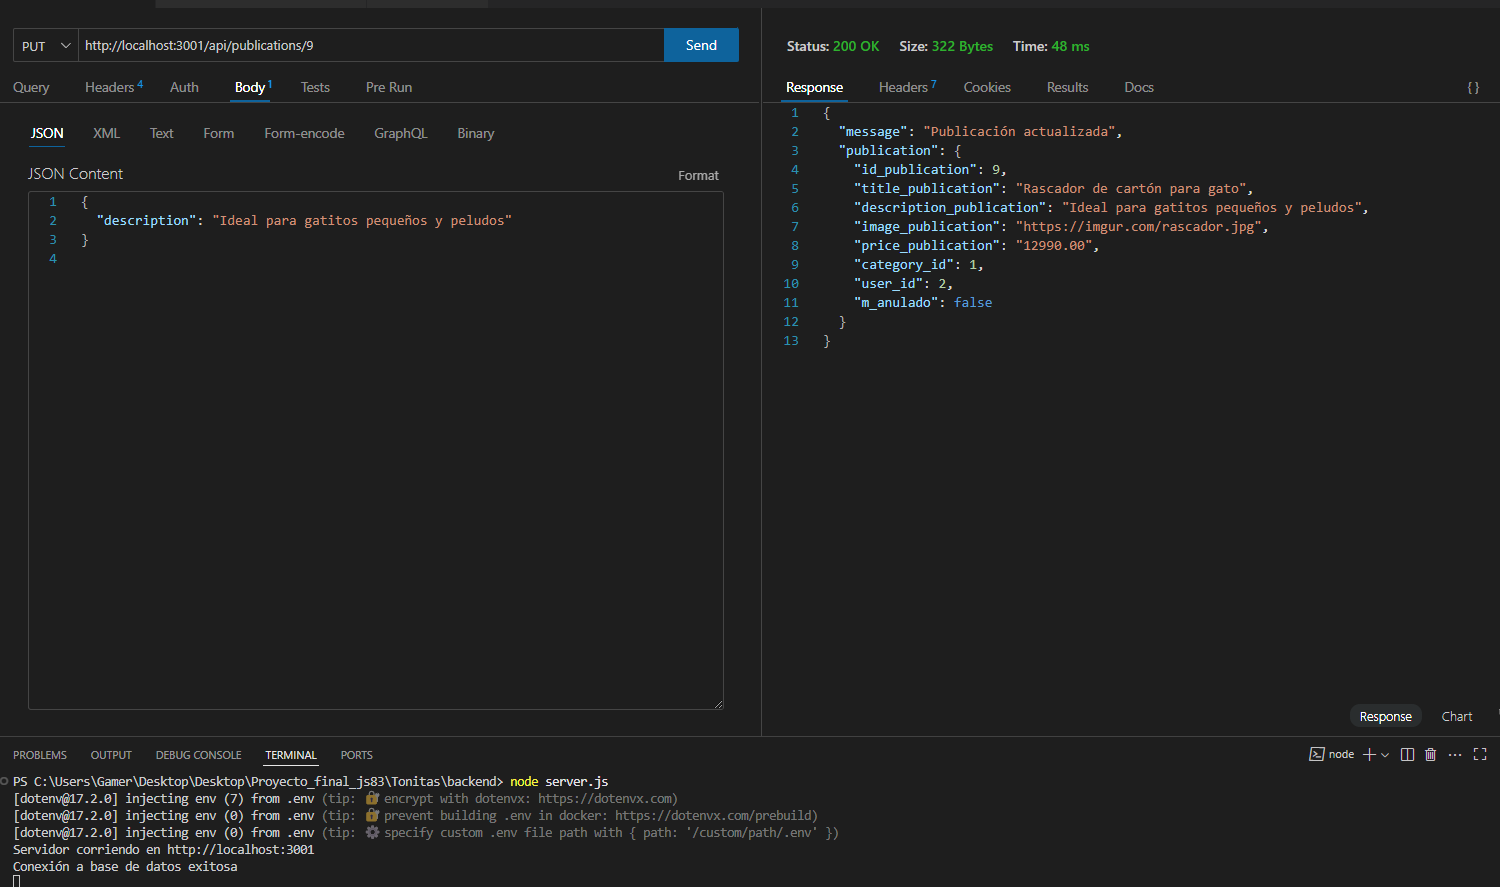 PUT http://localhost:3001/api/publications/9 Send
Query Headers 4 Auth Body 1 Tests Pre Run
JSON XML Text Form Form-encode GraphQL Binary
JSON Content Format
1 {
2 "description": "Ideal para gatitos pequeños y peludos"
3 }
4
Status: 200 OK Size: 322 Bytes Time: 48 ms
Response Headers 7 Cookies Results Docs { }
1 {
2 "message": "Publicación actualizada",
3 "publication": {
4 "id_publication": 9,
5 "title_publication": "Rascador de cartón para gato",
6 "description_publication": "Ideal para gatitos pequeños y peludos",
7 "image_publication": "https://imgur.com/rascador.jpg",
8 "price_publication": "12990.00",
9 "category_id": 1,
10 "user_id": 2,
11 "m_anulado": false
12 }
13 }
Response Chart
PROBLEMS OUTPUT DEBUG CONSOLE TERMINAL PORTS node
PS C:\Users\Gamer\Desktop\Desktop\Proyecto_final_js83\Tonitas\backend> node server.js
[dotenv@17.2.0] injecting env (7) from .env (tip: 🔐 encrypt with dotenvx: https://dotenvx.com)
[dotenv@17.2.0] injecting env (0) from .env (tip: 🔐 prevent building .env in docker: https://dotenvx.com/prebuild)
[dotenv@17.2.0] injecting env (0) from .env (tip: ⚙️ specify custom .env file path with { path: '/custom/path/.env' })
Servidor corriendo en http://localhost:3001
Conexión a base de datos exitosa